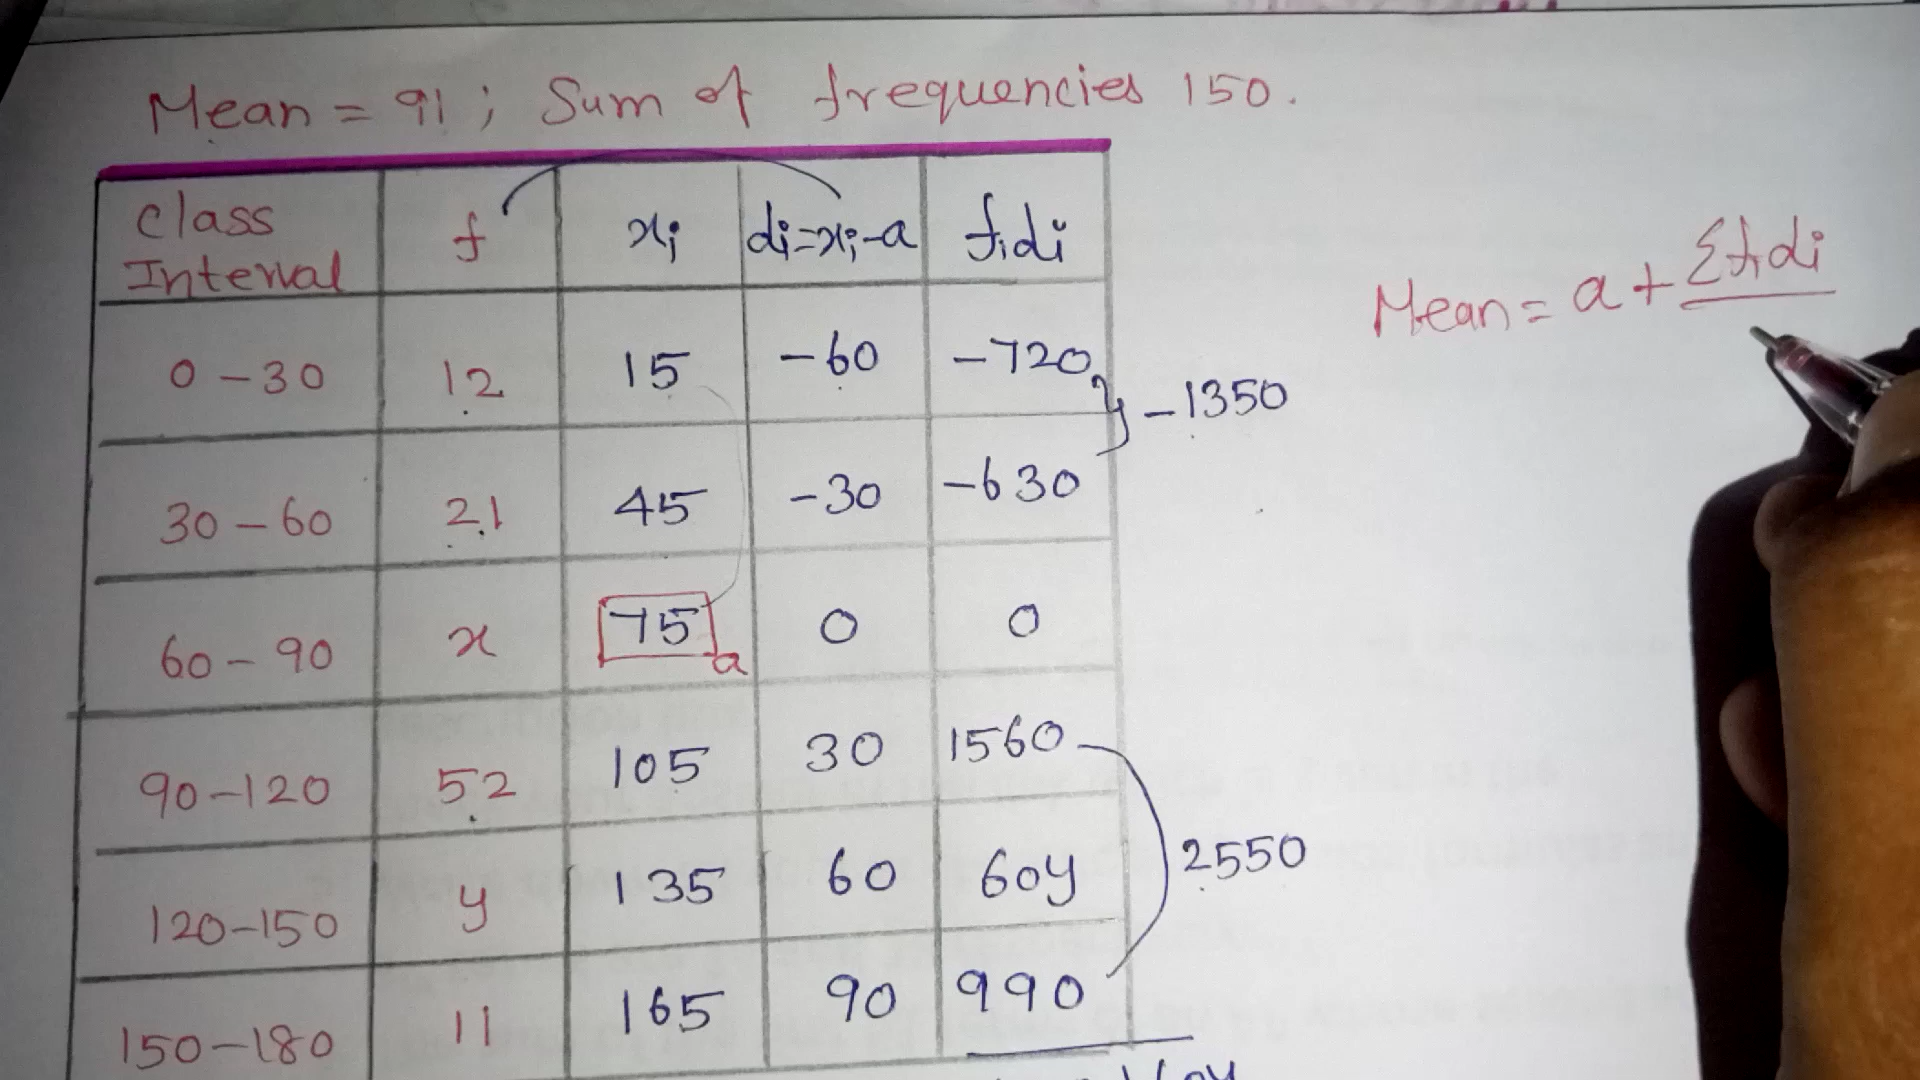 Mean = 91; Sum of frequencies 150.
Class Interval f xi di=xi-a fidi
0-30 12 15 -60 -720
-1350
30-60 21 45 -30 -630
60-90 x 75 a 0 0
90-120 52 105 30 1560
2550
120-150 y 135 60 60y
150-180 11 165 90 990
Mean = a + Σfidi